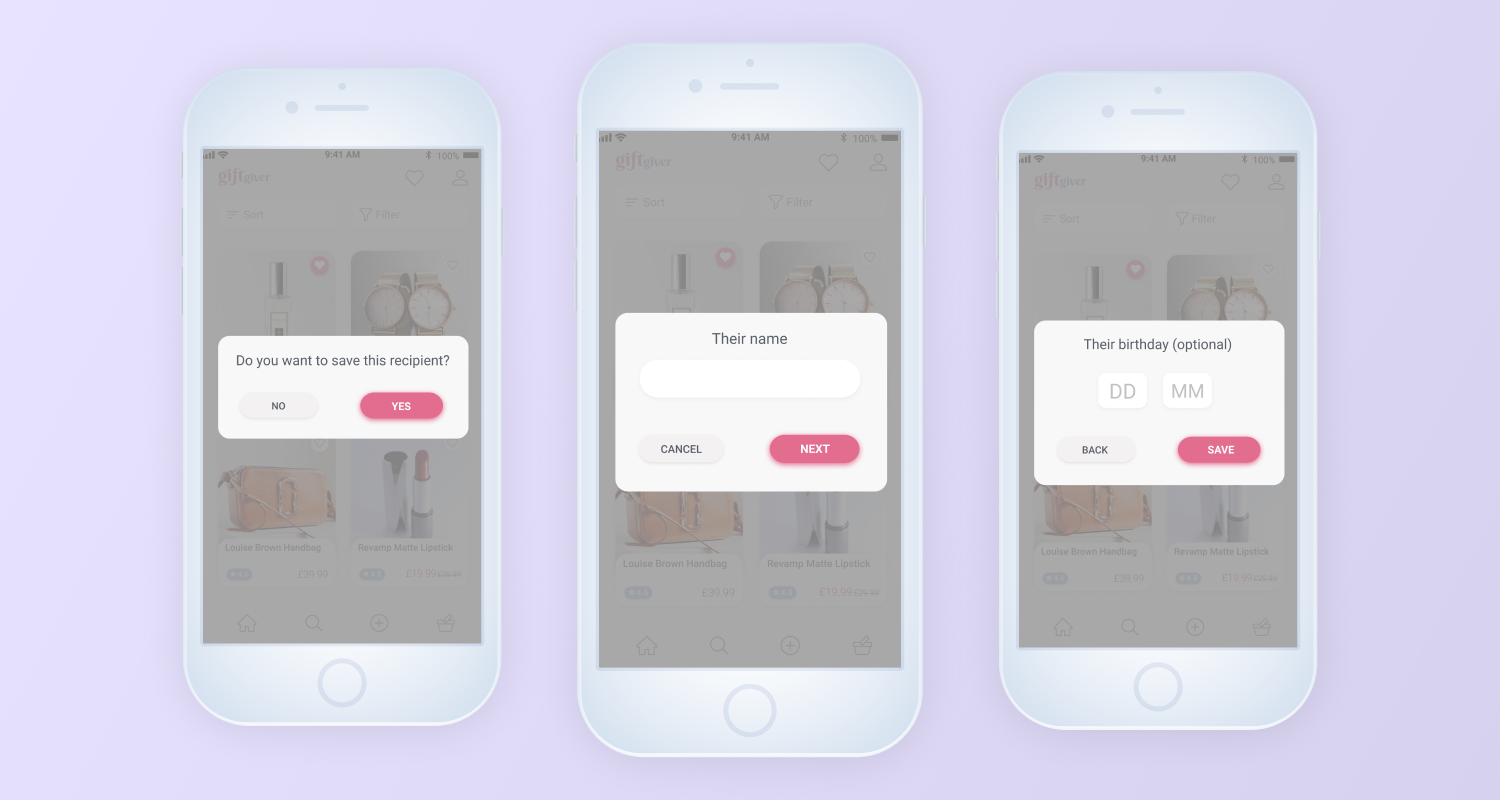 9:41 AM
100%
giftgiver
Sort
Filter
Do you want to save this recipient?
NO
YES
Louise Brown Handbag
Revamp Matte Lipstick
£39.99
£19.99 £29.99
9:41 AM
100%
giftgiver
Sort
Filter
Their name
CANCEL
NEXT
Louise Brown Handbag
Revamp Matte Lipstick
£39.99
£19.99 £29.99
9:41 AM
100%
giftgiver
Sort
Filter
Their birthday (optional)
DD
MM
BACK
SAVE
Louise Brown Handbag
Revamp Matte Lipstick
£39.99
£19.99 £29.99